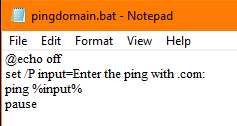 pingdomain.bat - Notepad
File Edit Format View Help
@echo off
set /P input=Enter the ping with .com:
ping %input%
pause